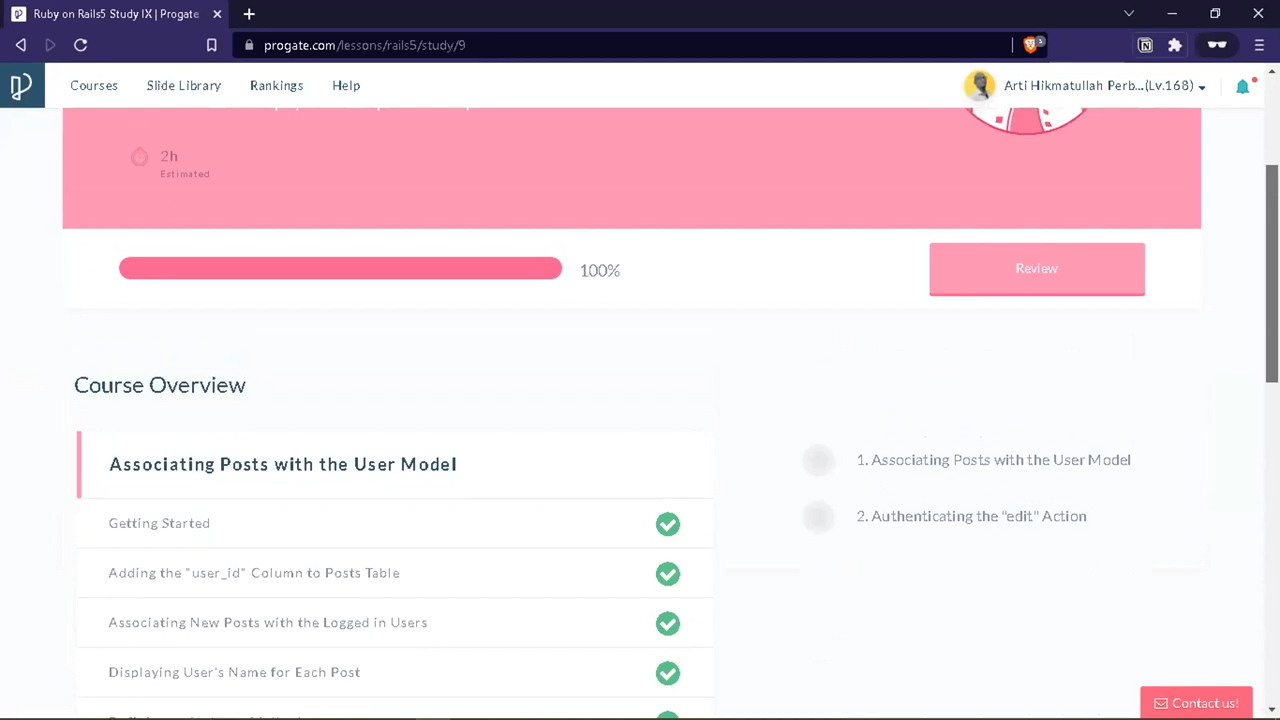 Ruby on Rails5 Study IX | Progate
progate.com/lessons/rails5/study/9
Courses
Slide Library
Rankings
Help
Arti Hikmatullah Perb...(Lv.168)
2h
Estimated
100%
Review
Course Overview
Associating Posts with the User Model
Getting Started
Adding the "user_id" Column to Posts Table
Associating New Posts with the Logged in Users
Displaying User's Name for Each Post
1. Associating Posts with the User Model
2. Authenticating the "edit" Action
Contact us!